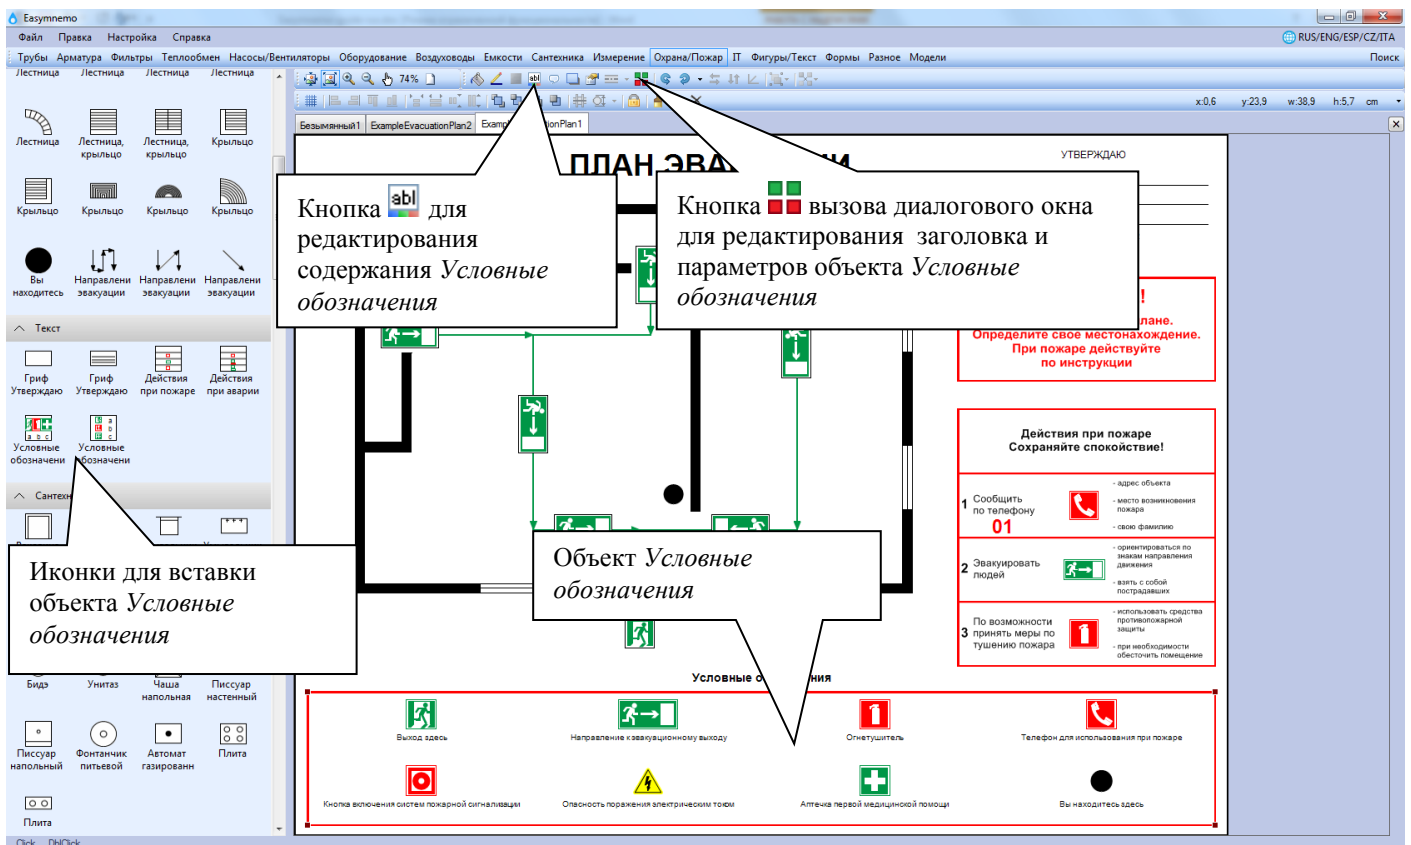 Easymnemo
Файл Правка Настройка Справка
RUS/ENG/ESP/CZ/ITA
Трубы Арматура Фильтры Теплообмен Насосы/Вентиляторы Оборудование Воздуховоды Емкости Сантехника Измерение Охрана/Пожар IT Фигуры/Текст Формы Разное Модели Поиск
74%
abl
x:0,6 y:23,9 w:38,9 h:5,7 cm
Безымянный1 ExampleEvacuationPlan2
Лестница Лестница Лестница Лестница
Лестница Лестница, крыльцо Лестница, крыльцо Крыльцо
Крыльцо Крыльцо Крыльцо Крыльцо
Вы находитесь Направлени эвакуации Направлени эвакуации Направлени эвакуации
Текст
Гриф Утверждаю Гриф Утверждаю Действия при пожаре Действия при аварии
a b c
a
b
c
Условные обозначени Условные обозначени
Бидэ Унитаз Чаша напольная Писсуар настенный
Писсуар напольный Фонтанчик питьевой Автомат газированн Плита
Плита
Click DblClick
УТВЕРЖДАЮ
Кнопка abl для
редактирования
содержания Условные
обозначения
Кнопка вызова диалогового окна
для редактирования заголовка и
параметров объекта Условные
обозначения
Иконки для вставки
объекта Условные
обозначения
Объект Условные
обозначения
Определите свое местонахождение.
При пожаре действуйте
по инструкции
Действия при пожаре
Сохраняйте спокойствие!
1 Сообщить
по телефону
01
- адрес объекта
- место возникновения
пожара
- свою фамилию
2 Эвакуировать
людей
- ориентироваться по
знакам направления
движения
- взять с собой
пострадавших
3 По возможности
принять меры по
тушению пожара
- использовать средства
противопожарной
защиты
- при необходимости
обесточить помещение
Условные
Выход здесь
Направление к эвакуационному выходу
Огнетушитель
Телефон для использования при пожаре
Кнопка включения систем пожарной сигнализации
Опасность поражения электрическим током
Аптечка первой медицинской помощи
Вы находитесь здесь